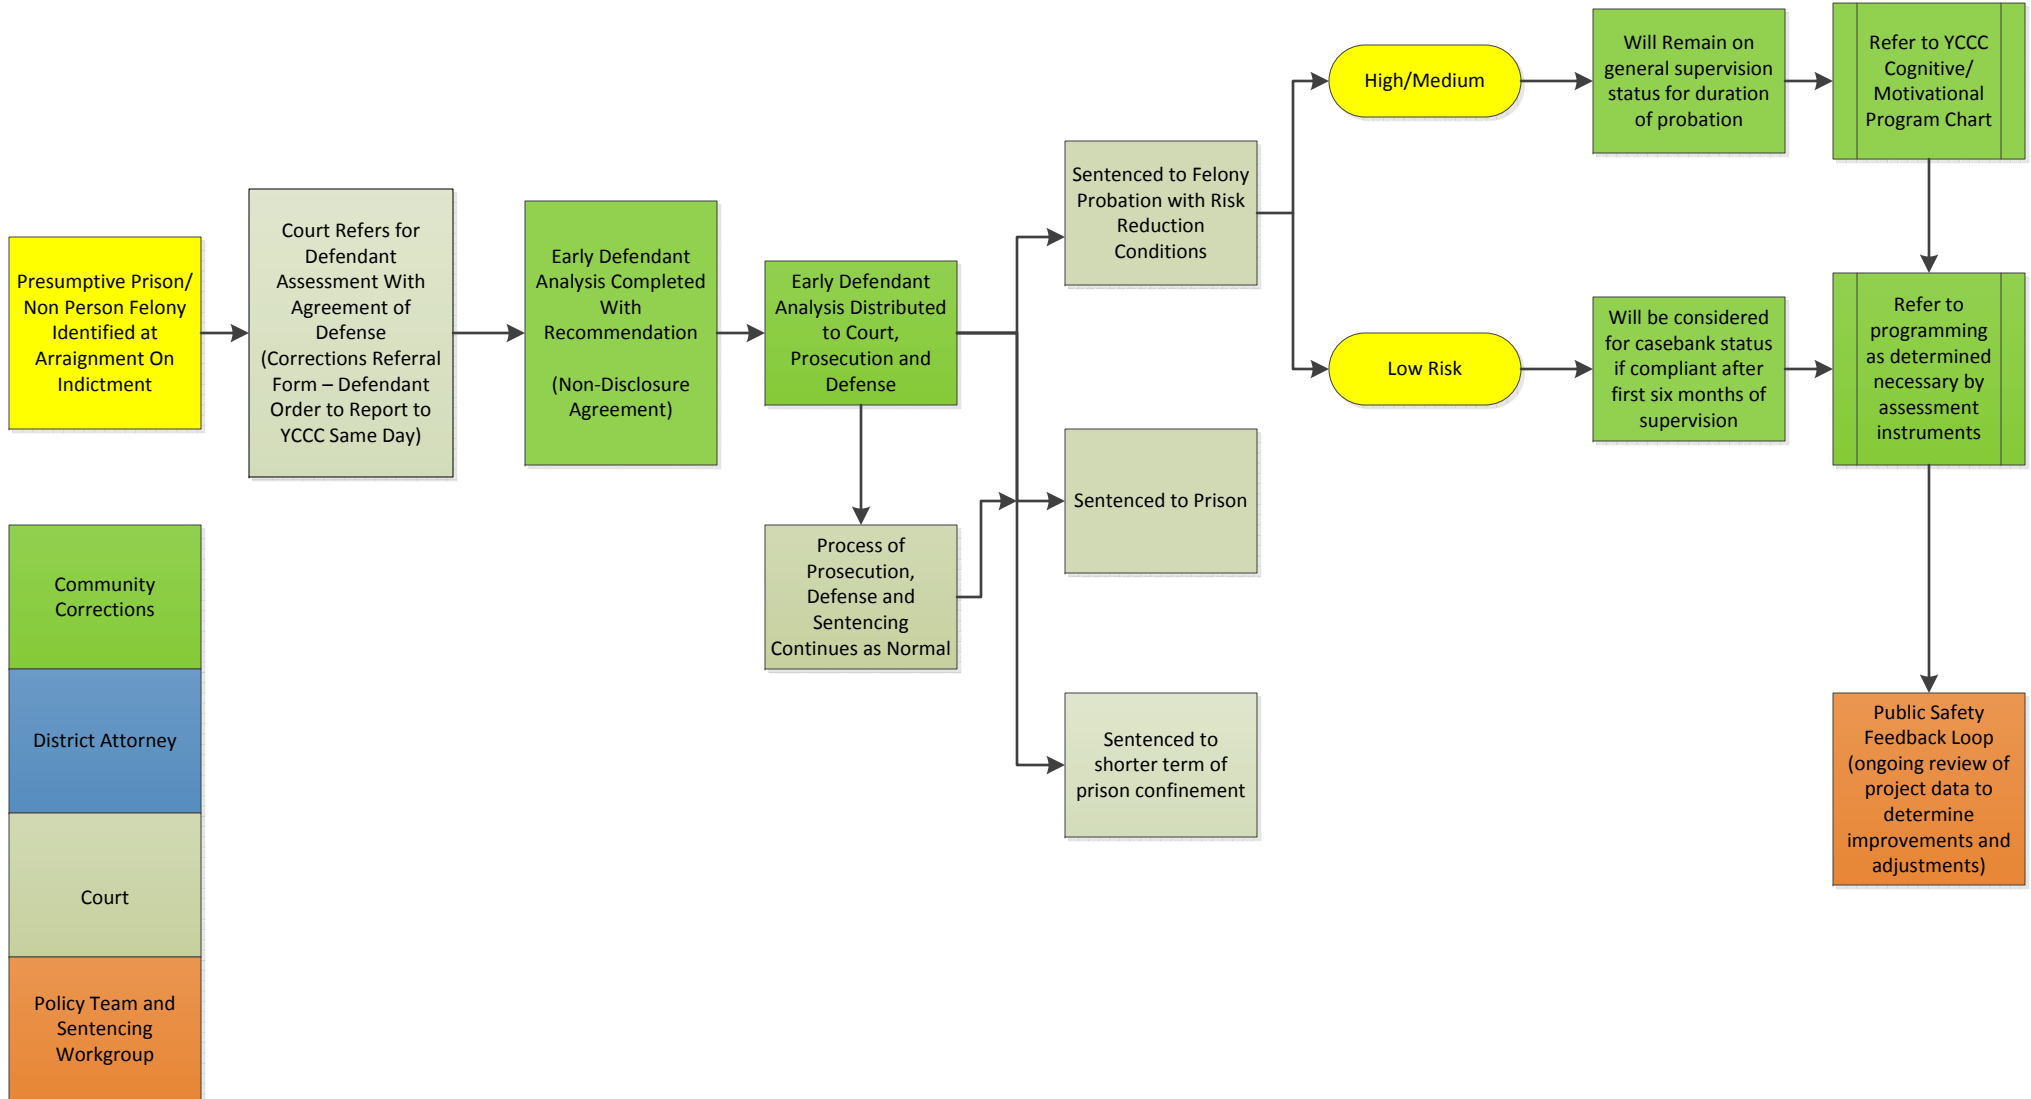 Presumptive Prison/
Non Person Felony
Identified at
Arraignment On
Indictment
Court Refers for
Defendant
Assessment With
Agreement of
Defense
(Corrections Referral
Form – Defendant
Order to Report to
YCCC Same Day)
Early Defendant
Analysis Completed
With
Recommendation
(Non-Disclosure
Agreement)
Early Defendant
Analysis Distributed
to Court,
Prosecution and
Defense
Process of
Prosecution,
Defense and
Sentencing
Continues as Normal
Sentenced to Felony
Probation with Risk
Reduction
Conditions
Sentenced to Prison
Sentenced to
shorter term of
prison confinement
High/Medium
Will Remain on
general supervision
status for duration
of probation
Refer to YCCC
Cognitive/
Motivational
Program Chart
Low Risk
Will be considered
for casebank status
if compliant after
first six months of
supervision
Refer to
programming
as determined
necessary by
assessment
instruments
Public Safety
Feedback Loop
(ongoing review of
project data to
determine
improvements and
adjustments)
Community
Corrections
District Attorney
Court
Policy Team and
Sentencing
Workgroup